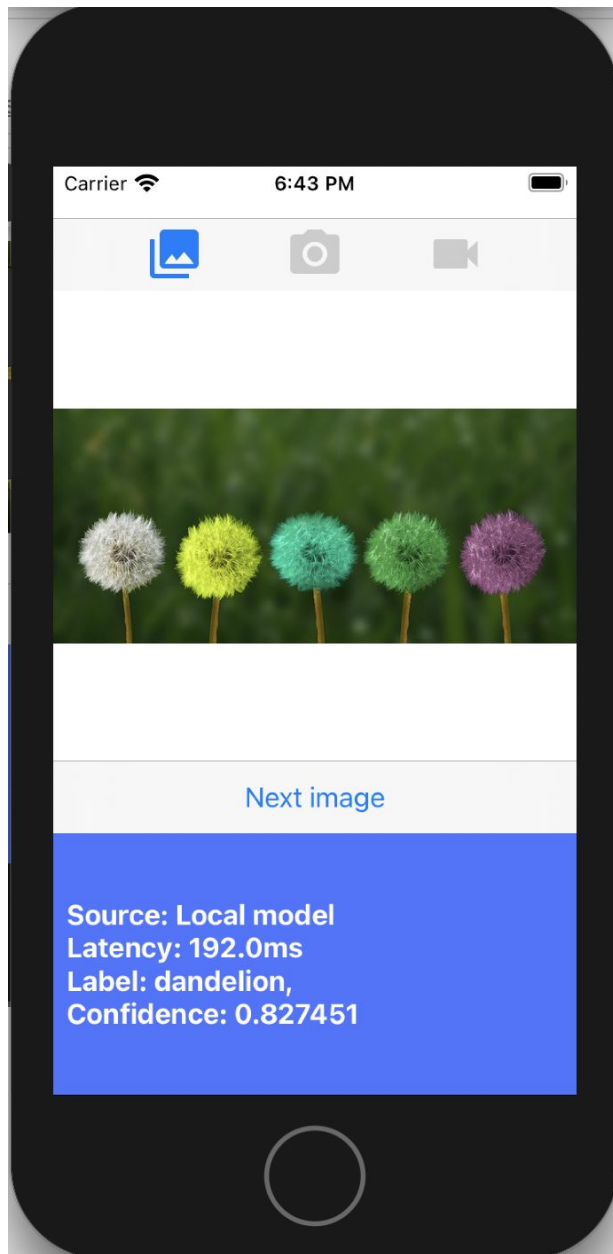 Carrier
6:43 PM
Next image
Source: Local model
Latency: 192.0ms
Label: dandelion,
Confidence: 0.827451